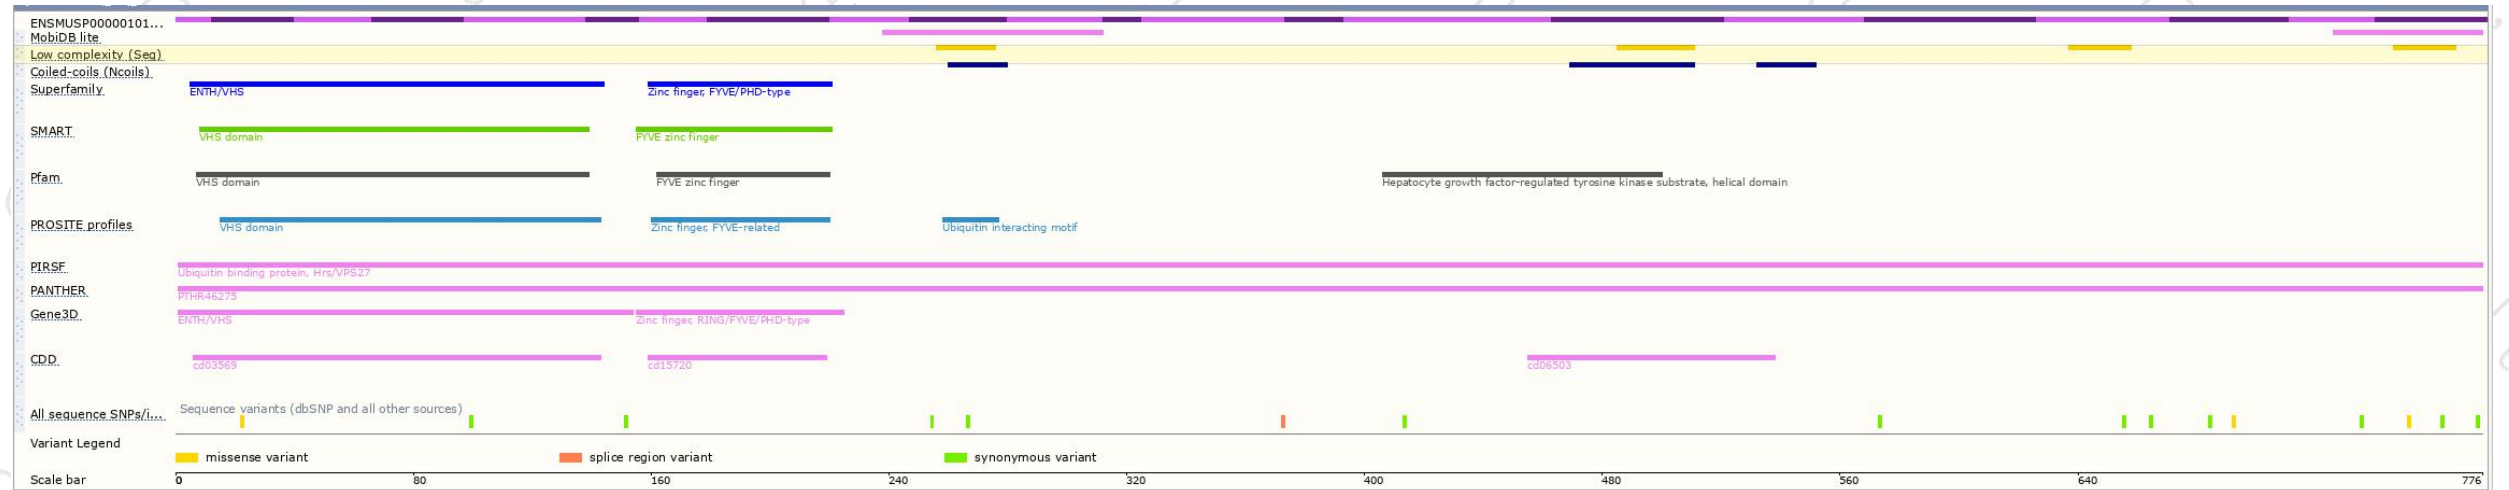 ENSMUSP00000101...
MobiDB lite
Low complexity (Seg)
Coiled-coils (Ncoils)
Superfamily
ENTH/VHS Zinc finger, FYVE/PHD-type
SMART
VHS domain FYVE zinc finger
Pfam
VHS domain FYVE zinc finger Hepatocyte growth factor-regulated tyrosine kinase substrate, helical domain
PROSITE profiles
VHS domain Zinc finger, FYVE-related Ubiquitin interacting motif
PIRSF
Ubiquitin binding protein, Hrs/VPS27
PANTHER
PTHR46275
Gene3D
ENTH/VHS Zinc finger, RING/FYVE/PHD-type
CDD
cd03569 cd15720 cd06503
All sequence SNPs/i... Sequence variants (dbSNP and all other sources)
Variant Legend
missense variant splice region variant synonymous variant
Scale bar 0 80 160 240 320 400 480 560 640 776